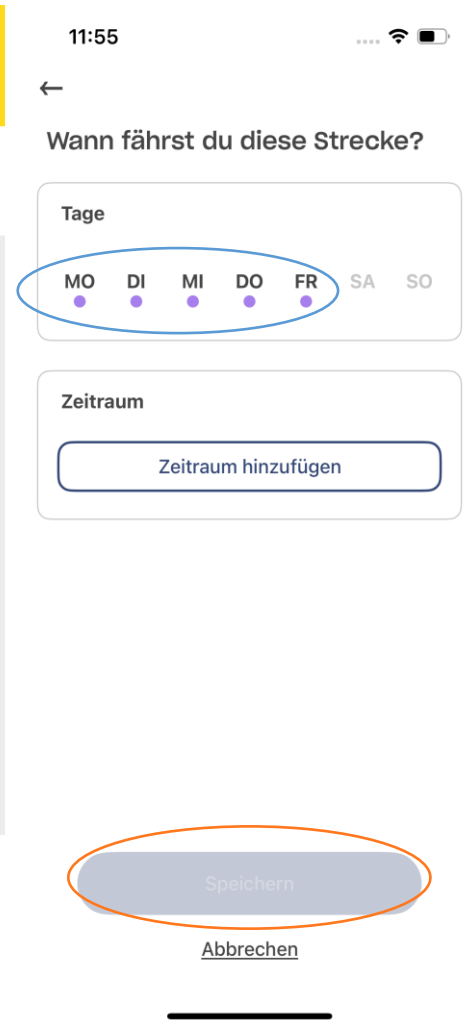 11:55
Wann fährst du diese Strecke?
Tage
MO DI MI DO FR SA SO
Zeitraum
Zeitraum hinzufügen
Speichern
Abbrechen